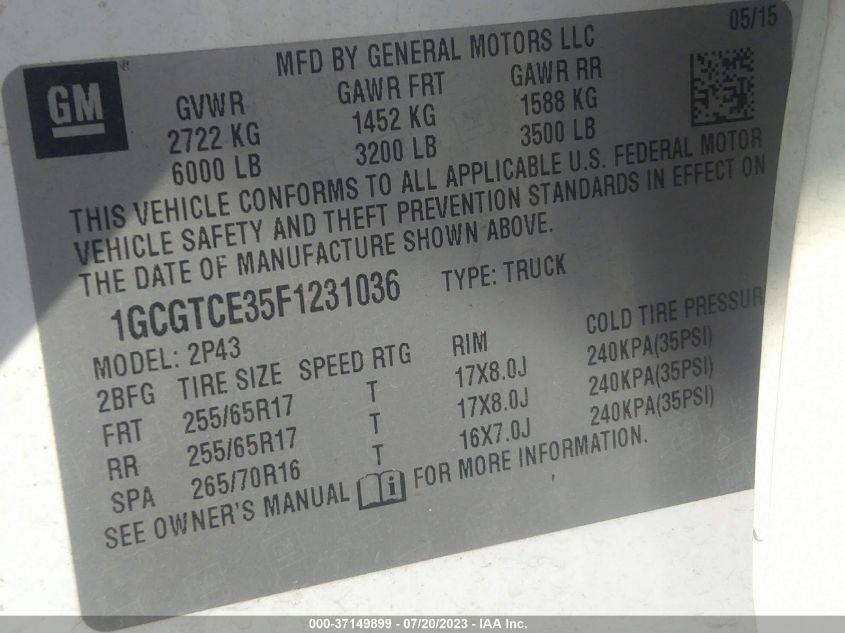 05/15
MFD BY GENERAL MOTORS LLC
GM®
GVWR GAWR FRT GAWR RR
2722 KG 1452 KG 1588 KG
6000 LB 3200 LB 3500 LB
THIS VEHICLE CONFORMS TO ALL APPLICABLE U.S. FEDERAL MOTOR
VEHICLE SAFETY AND THEFT PREVENTION STANDARDS IN EFFECT ON
THE DATE OF MANUFACTURE SHOWN ABOVE.
1GCGTCE35F1231036 TYPE: TRUCK
MODEL: 2P43
2BFG TIRE SIZE SPEED RTG RIM COLD TIRE PRESSUR
FRT 255/65R17 T 17X8.0J 240KPA(35PSI)
RR 255/65R17 T 17X8.0J 240KPA(35PSI)
SPA 265/70R16 T 16X7.0J 240KPA(35PSI)
SEE OWNER'S MANUAL FOR MORE INFORMATION.
000-37149899 - 07/20/2023 - IAA Inc.